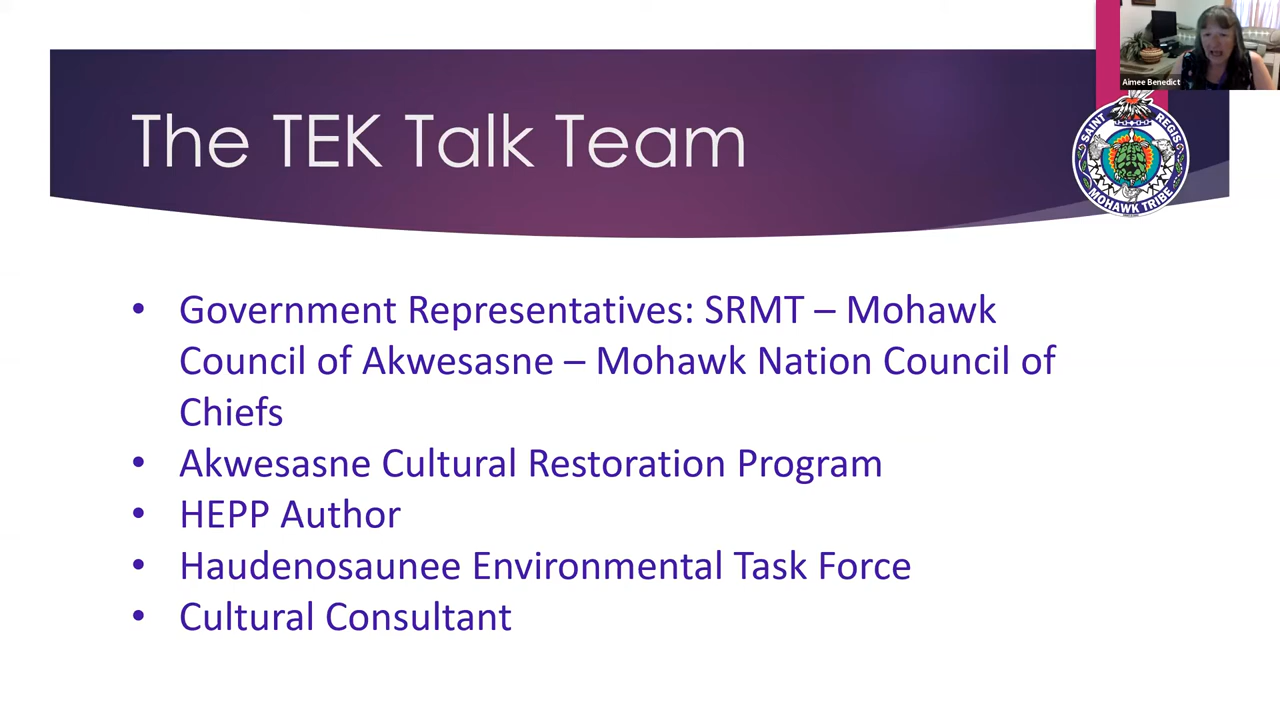 Aimee Benedict
The TEK Talk Team
SAINT REGIS
MOHAWK TRIBE
• Government Representatives: SRMT – Mohawk
Council of Akwesasne – Mohawk Nation Council of
Chiefs
• Akwesasne Cultural Restoration Program
• HEPP Author
• Haudenosaunee Environmental Task Force
• Cultural Consultant